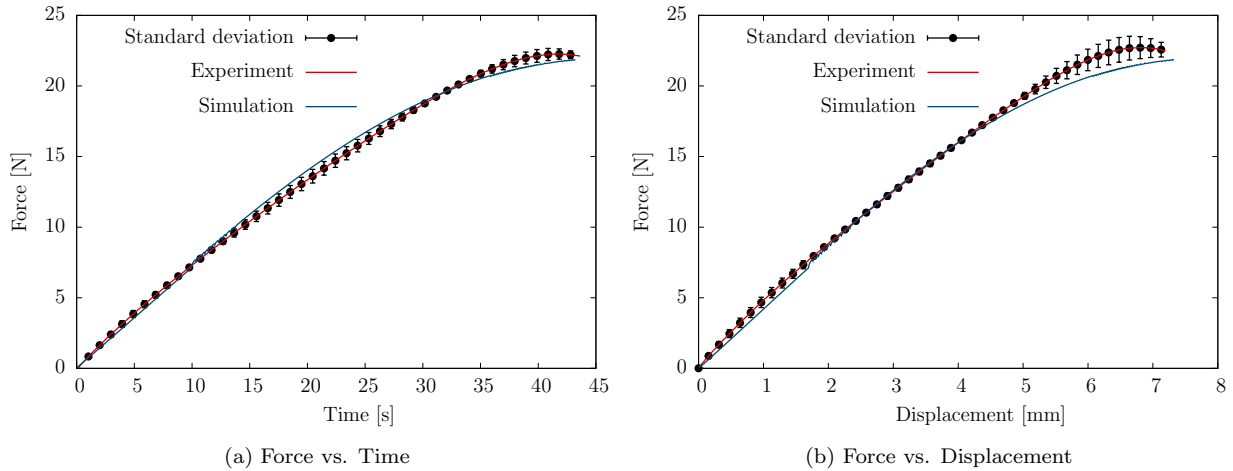 25
20
15
10
5
0
Force [N]
Standard deviation
Experiment
Simulation
0 5 10 15 20 25 30 35 40 45
Time [s]
(a) Force vs. Time
25
20
15
10
5
0
Force [N]
Standard deviation
Experiment
Simulation
0 1 2 3 4 5 6 7 8
Displacement [mm]
(b) Force vs. Displacement